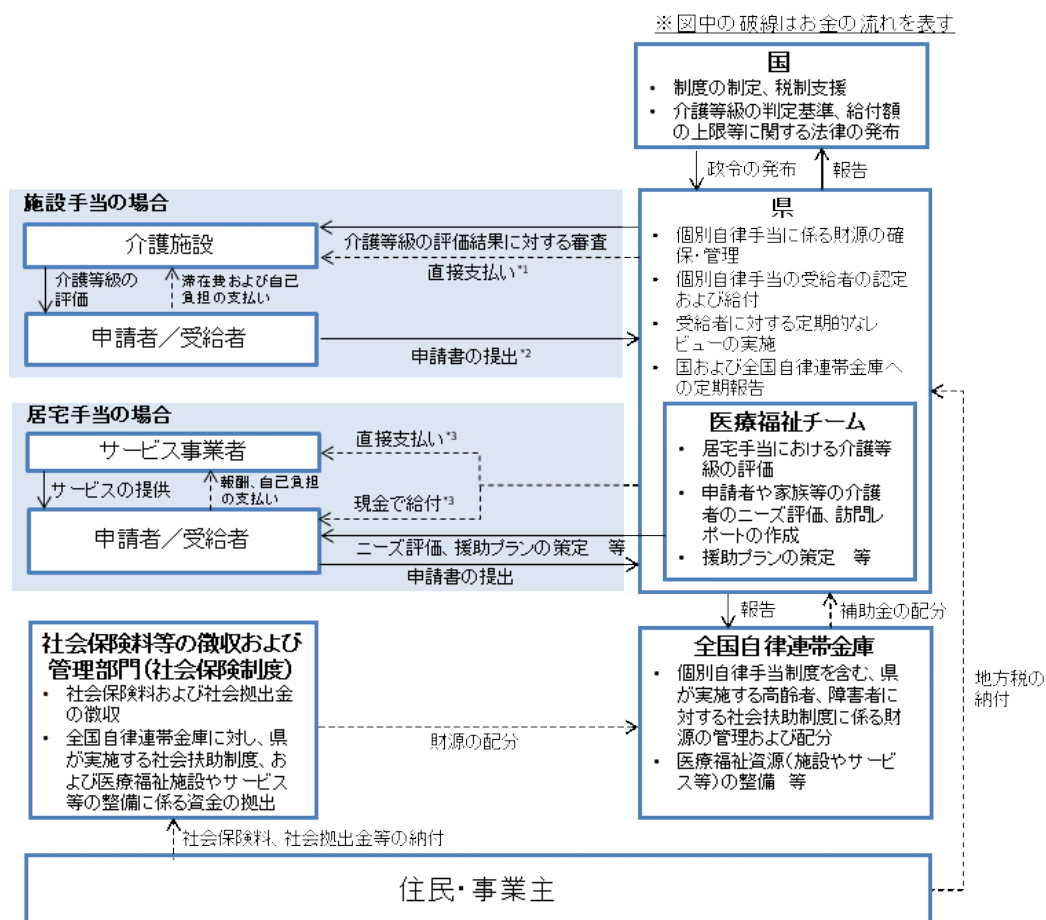 ※図中の破線はお金の流れを表す
国
• 制度の制定、税制支援
• 介護等級の判定基準、給付額
の上限等に関する法律の発布
政令の発布
報告
施設手当の場合
介護施設
介護等級の
評価
滞在費および自己
負担の支払い
申請者／受給者
介護等級の評価結果に対する審査
直接支払い*1
申請書の提出*2
県
• 個別自律手当に係る財源の確
保・管理
• 個別自律手当の受給者の認定
および給付
• 受給者に対する定期的なレ
ビューの実施
• 国および全国自律連帯金庫へ
の定期報告
医療福祉チーム
• 居宅手当における介護等
級の評価
• 申請者や家族等の介護
者のニーズ評価、訪問レ
ポートの作成
• 援助プランの策定　等
居宅手当の場合
サービス事業者
サービスの提供
報酬、自己負担
の支払い
申請者／受給者
直接支払い*3
現金で給付*3
ニーズ評価、援助プランの策定　等
申請書の提出
報告
補助金の配分
社会保険料等の徴収および
管理部門（社会保険制度）
• 社会保険料および社会拠出金
の徴収
• 全国自律連帯金庫に対し、県
が実施する社会扶助制度、お
よび医療福祉施設やサービス
等の整備に係る資金の拠出
財源の配分
全国自律連帯金庫
• 個別自律手当制度を含む、県
が実施する高齢者、障害者に
対する社会扶助制度に係る財
源の管理および配分
• 医療福祉資源（施設やサービ
ス等）の整備　等
地方税の
納付
社会保険料、社会拠出金等の納付
住民・事業主